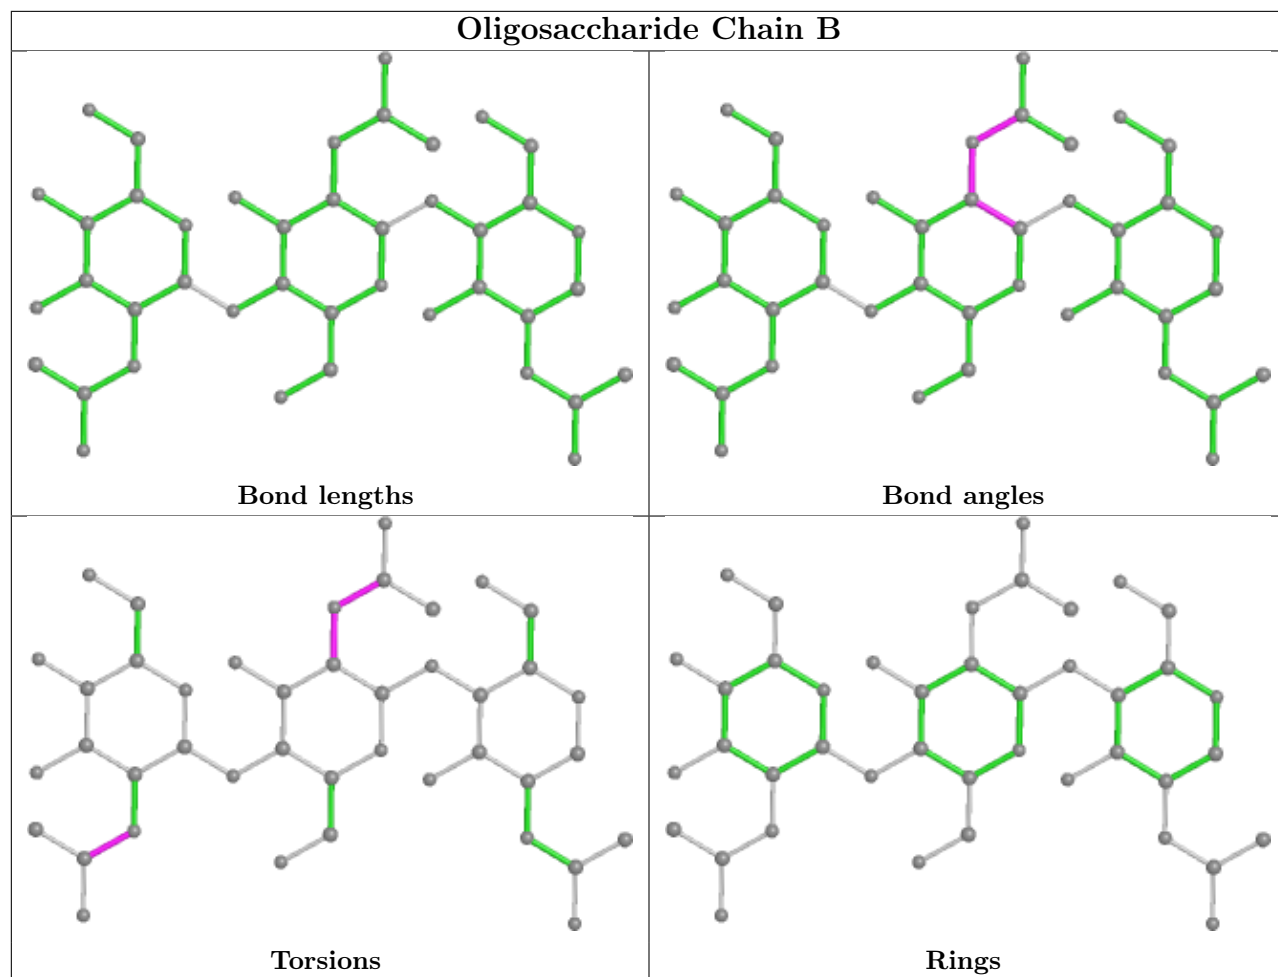 Oligosaccharide Chain B
Bond lengths
Bond angles
Torsions
Rings